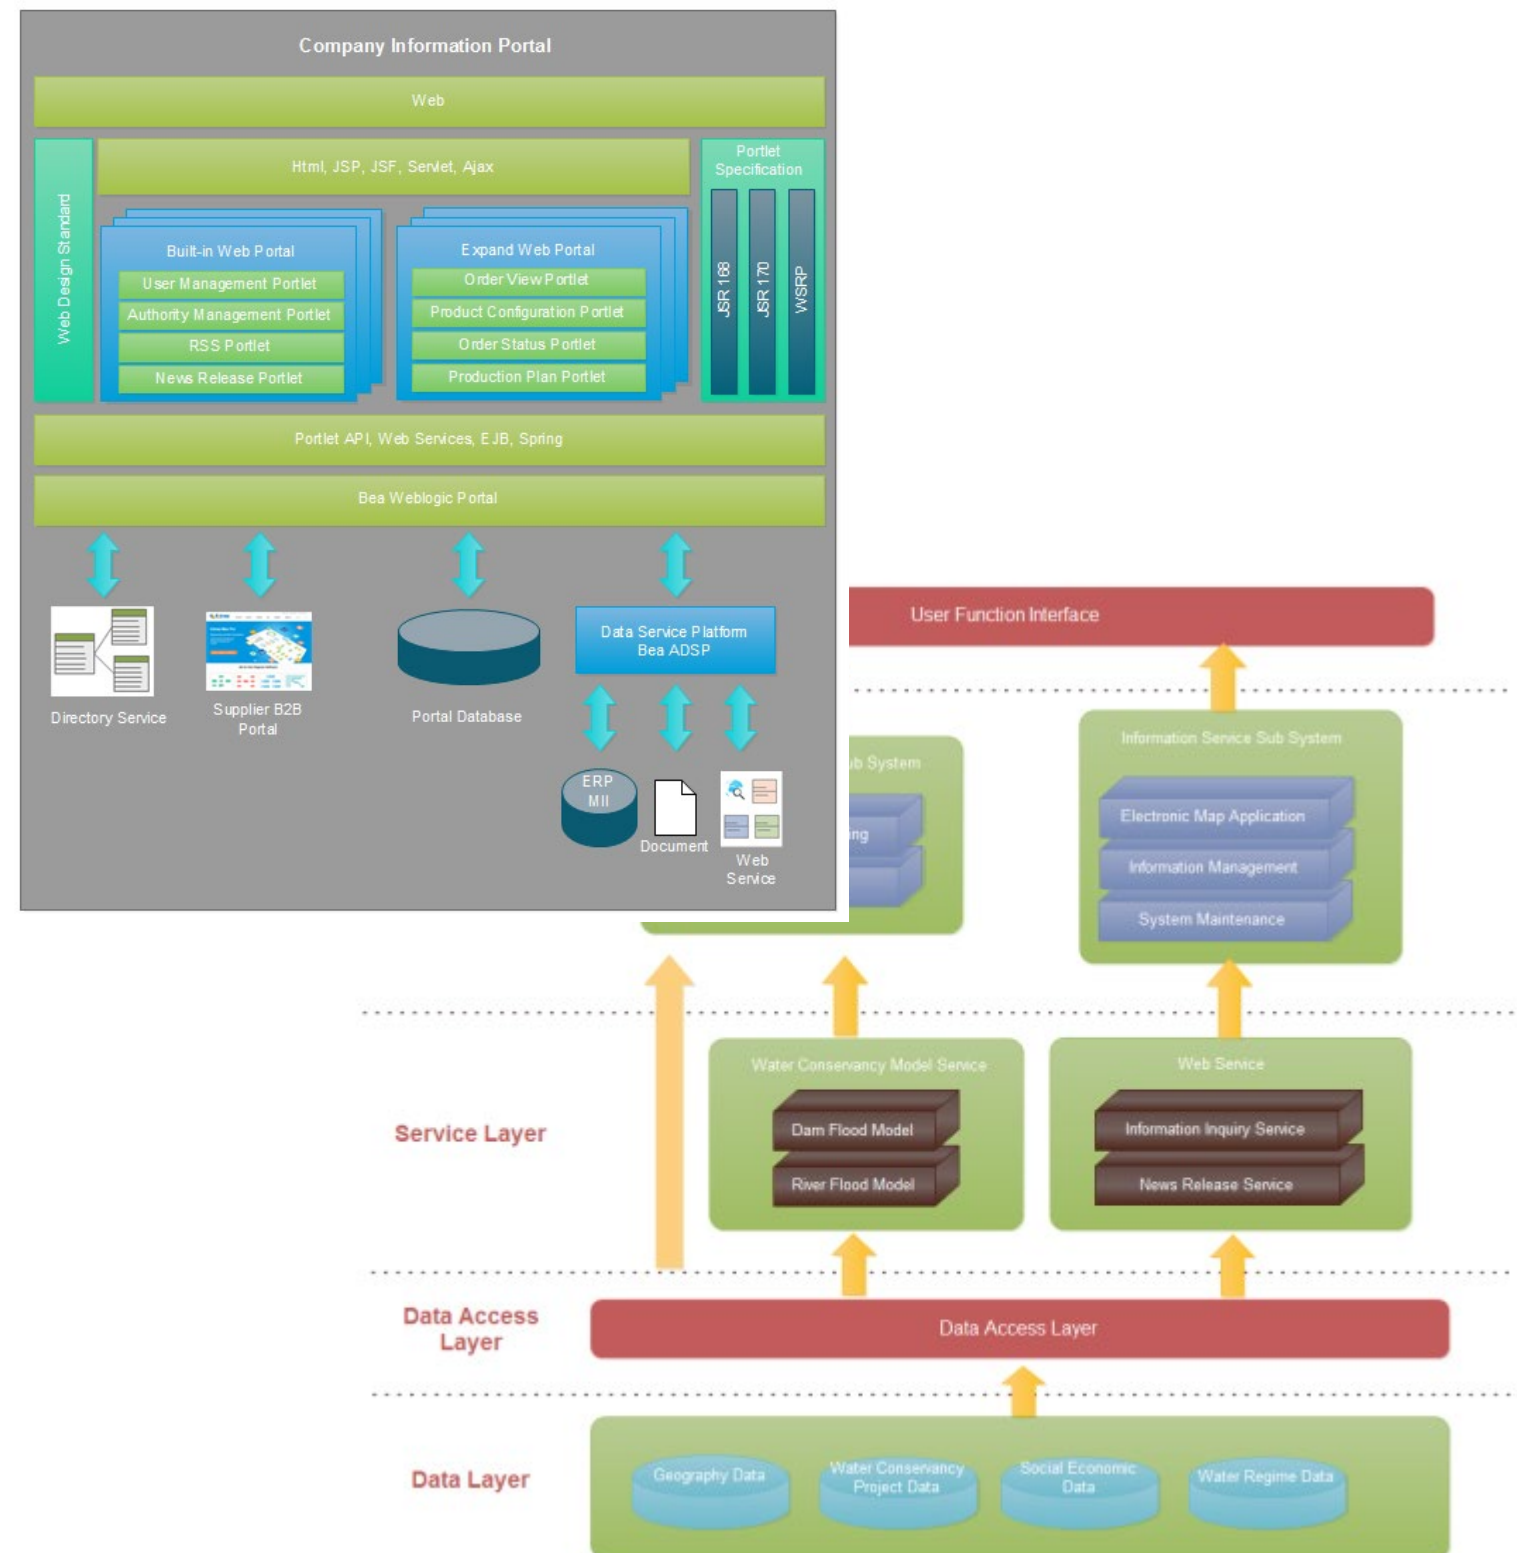 Company Information Portal
Web
Web Design Standard
Html, JSP, JSF, Servlet, Ajax
Portlet
Specification
JSR 168
JSR 170
WSRP
Built-in Web Portal
User Management Portlet
Authority Management Portlet
RSS Portlet
News Release Portlet
Expand Web Portal
Order View Portlet
Product Configuration Portlet
Order Status Portlet
Production Plan Portlet
Portlet API, Web Services, EJB, Spring
Bea Weblogic Portal
Directory Service
Supplier B2B
Portal
Portal Database
Data Service Platform
Bea ADSP
ERP
MII
Document
Web
Service
User Function Interface
System
Information Service Sub System
Electronic Map Application
Information Management
System Maintenance
Service Layer
Water Conservancy Model Service
Dam Flood Model
River Flood Model
Web Service
Information Inquiry Service
News Release Service
Data Access
Layer
Data Access Layer
Data Layer
Geography Data
Water Conservancy
Project Data
Social Economic
Data
Water Regime Data